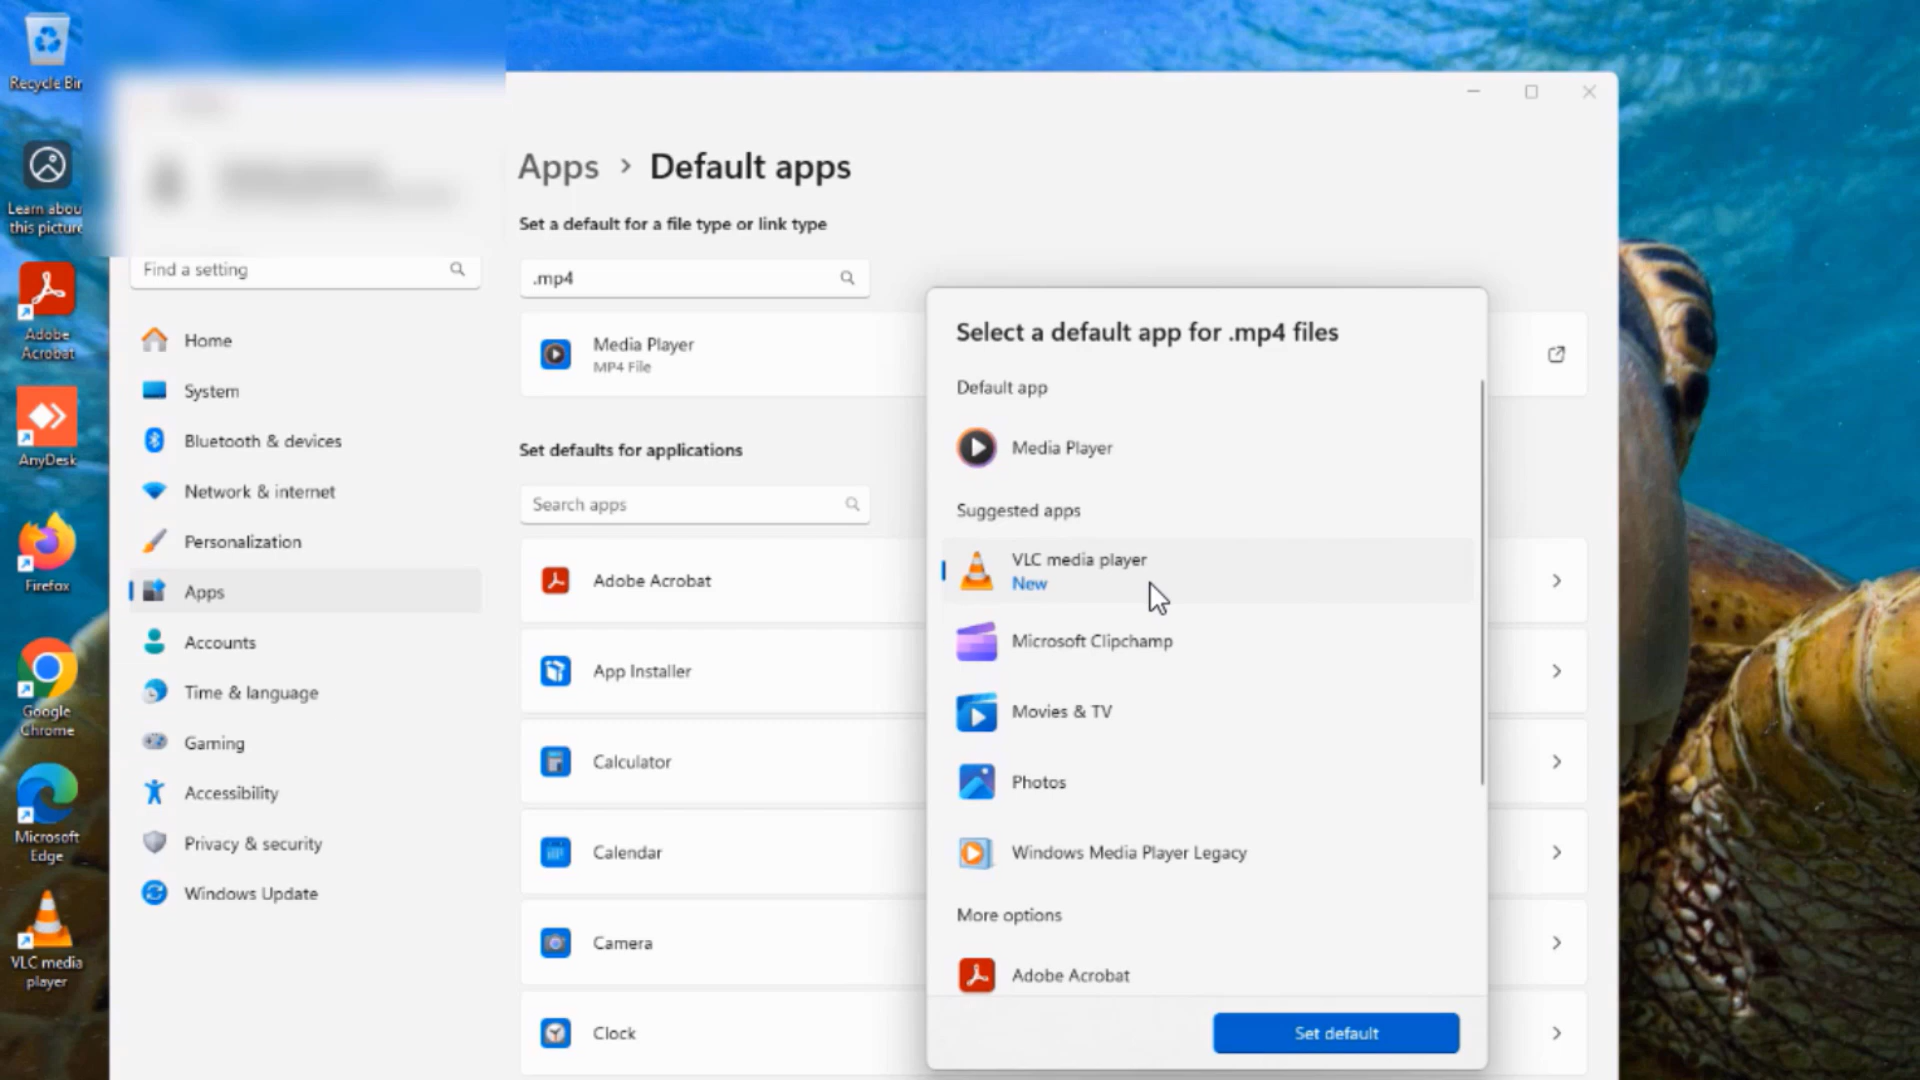 Recycle Bin
Learn about
this picture
Adobe
Acrobat
AnyDesk
Firefox
Google
Chrome
Microsoft
Edge
VLC media
player
Find a setting
Home
System
Bluetooth & devices
Network & internet
Personalization
Apps
Accounts
Time & language
Gaming
Accessibility
Privacy & security
Windows Update
Apps > Default apps
Set a default for a file type or link type
.mp4
Media Player
MP4 File
Set defaults for applications
Search apps
Adobe Acrobat
App Installer
Calculator
Calendar
Camera
Clock
Select a default app for .mp4 files
Default app
Media Player
Suggested apps
VLC media player
New
Microsoft Clipchamp
Movies & TV
Photos
Windows Media Player Legacy
More options
Adobe Acrobat
Set default